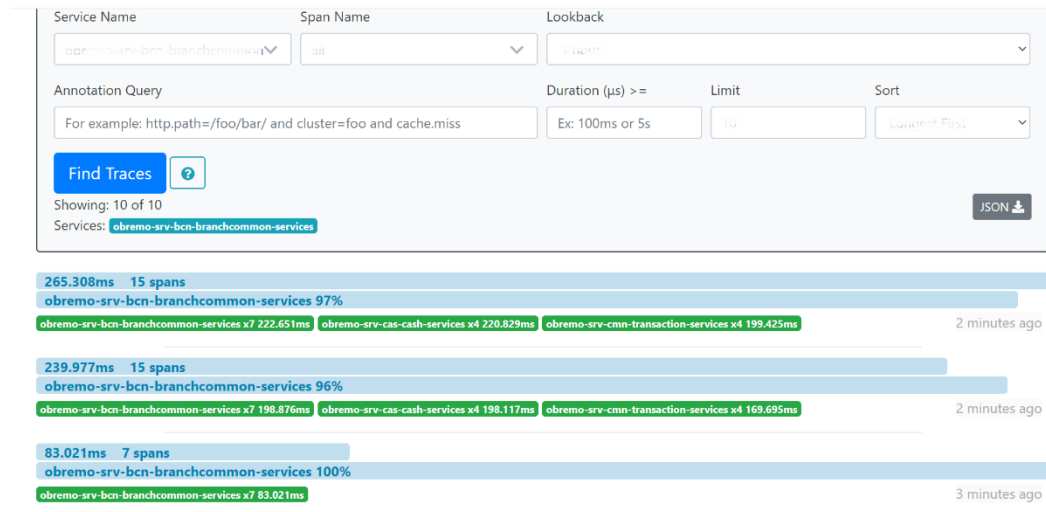 Service Name Span Name Lookback
all 1 hour
Annotation Query Duration (μs) >= Limit Sort
For example: http.path=/foo/bar/ and cluster=foo and cache.miss Ex: 100ms or 5s 10 Longest First
Find Traces ?
Showing: 10 of 10 JSON
Services: obremo-srv-bcn-branchcommon-services
265.308ms 15 spans
obremo-srv-bcn-branchcommon-services 97%
obremo-srv-bcn-branchcommon-services x7 222.651ms obremo-srv-cas-cash-services x4 220.829ms obremo-srv-cmn-transaction-services x4 199.425ms 2 minutes ago
239.977ms 15 spans
obremo-srv-bcn-branchcommon-services 96%
obremo-srv-bcn-branchcommon-services x7 198.876ms obremo-srv-cas-cash-services x4 198.117ms obremo-srv-cmn-transaction-services x4 169.695ms 2 minutes ago
83.021ms 7 spans
obremo-srv-bcn-branchcommon-services 100%
obremo-srv-bcn-branchcommon-services x7 83.021ms 3 minutes ago